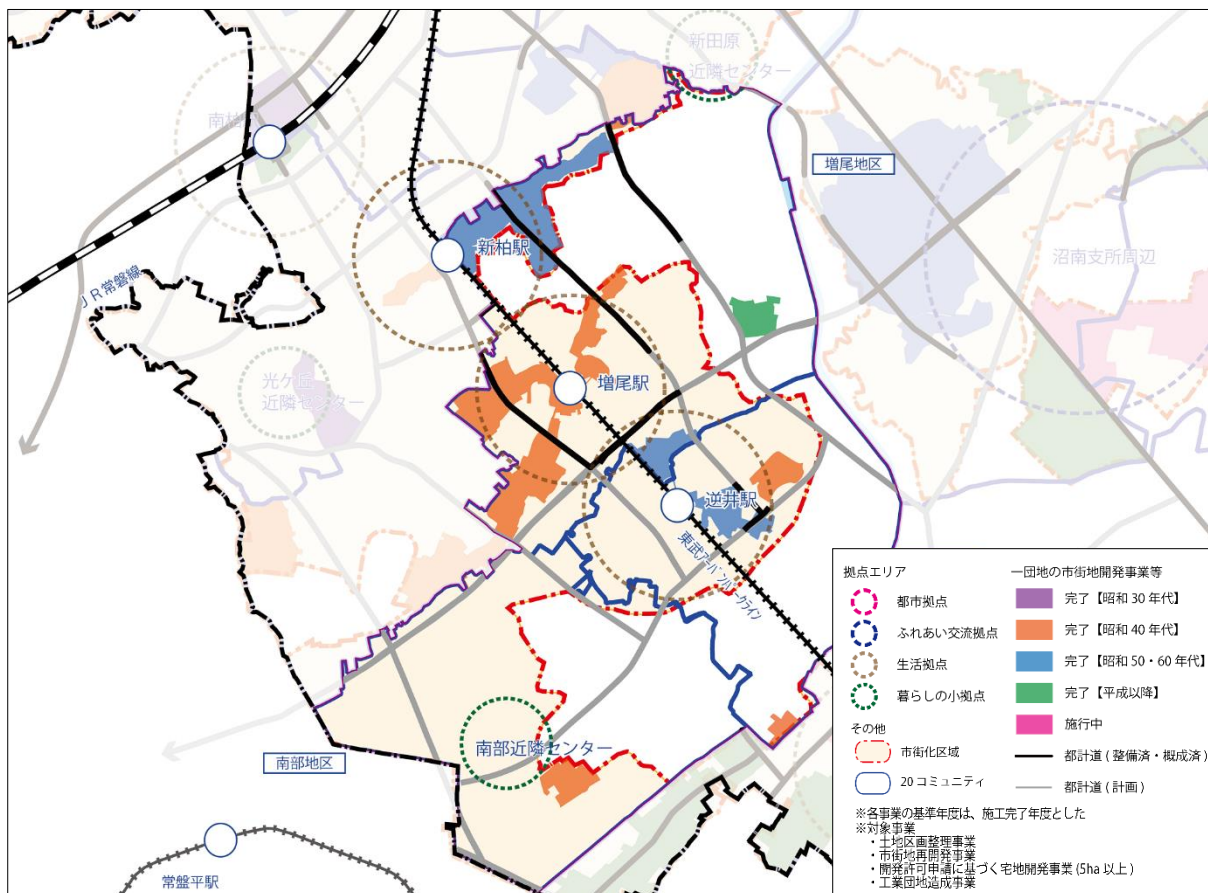 新田原
近隣センター
南柏
増尾地区
新柏駅
沼南支所周辺
JR常磐線
増尾駅
光ケ丘
近隣センター
逆井駅
東武アーバンパークライン
南部近隣センター
南部地区
常盤平駅
拠点エリア
都市拠点
ふれあい交流拠点
生活拠点
暮らしの小拠点
その他
市街化区域
20コミュニティ
一団地の市街地開発事業等
完了【昭和 30 年代】
完了【昭和 40 年代】
完了【昭和 50・60 年代】
完了【平成以降】
施行中
都計道 ( 整備済・概成済 )
都計道 ( 計画 )
※各事業の基準年度は、施工完了年度とした
※対象事業
・土地区画整理事業
・市街地再開発事業
・開発許可申請に基づく宅地開発事業 (5ha 以上 )
・工業団地造成事業